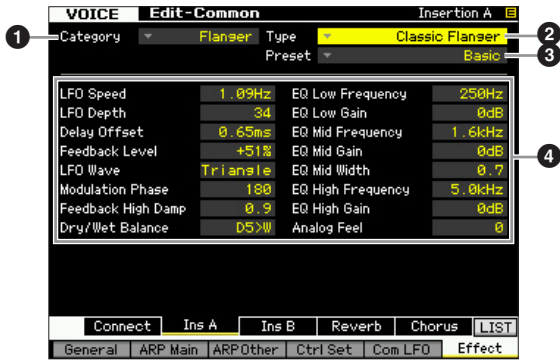 VOICE Edit-Common Insertion A E
1 Category Flanger Type Classic Flanger 2
Preset Basic 3
LFO Speed 1.09Hz EQ Low Frequency 250Hz
LFO Depth 34 EQ Low Gain 0dB
Delay Offset 0.65ms EQ Mid Frequency 1.6kHz
Feedback Level +51% EQ Mid Gain 0dB 4
LFO Wave Triangle EQ Mid Width 0.7
Modulation Phase 180 EQ High Frequency 5.0kHz
Feedback High Damp 0.9 EQ High Gain 0dB
Dry/Wet Balance D5>W Analog Feel 0
Connect Ins A Ins B Reverb Chorus LIST
General ARP Main ARP Other Ctrl Set Com LFO Effect